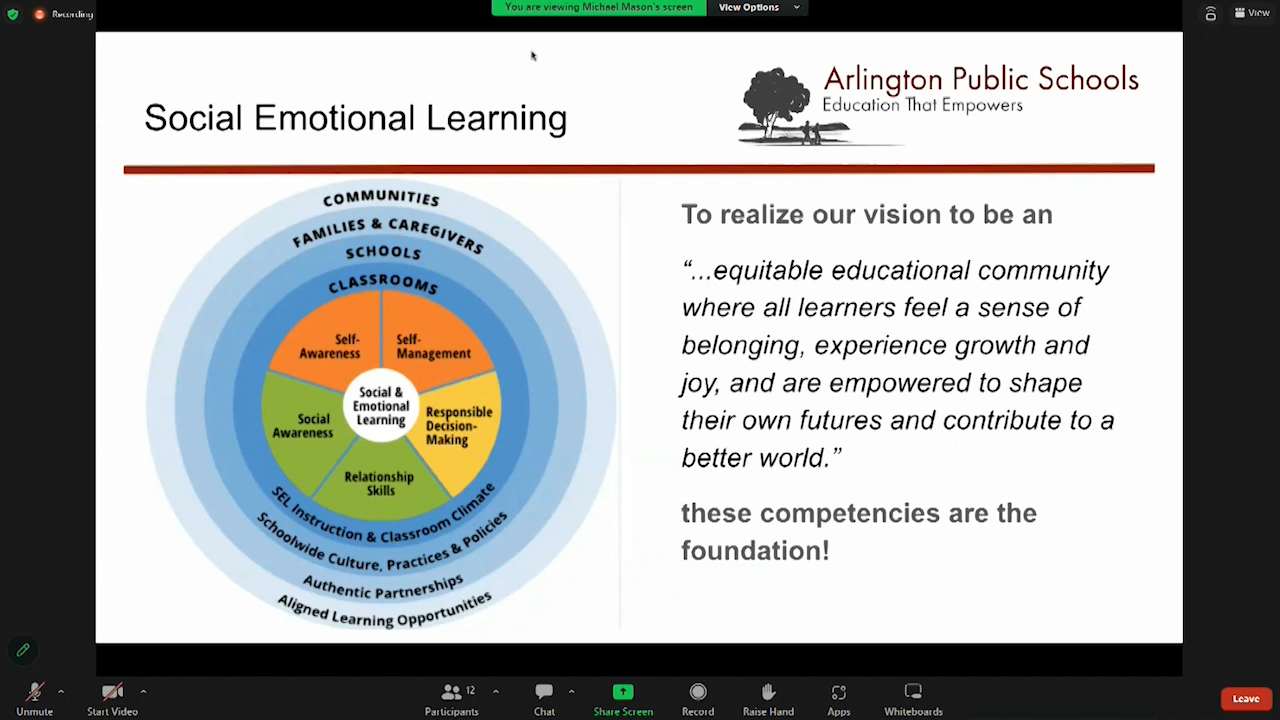 Recording
You are viewing Michael Mason's screen
View Options
View
Social Emotional Learning
Arlington Public Schools
Education That Empowers
COMMUNITIES
FAMILIES & CAREGIVERS
SCHOOLS
CLASSROOMS
Self-
Awareness
Self-
Management
Social &
Emotional
Learning
Social
Awareness
Responsible
Decision-
Making
Relationship
Skills
SEL Instruction & Classroom Climate
Schoolwide Culture, Practices & Policies
Authentic Partnerships
Aligned Learning Opportunities
To realize our vision to be an
“...equitable educational community
where all learners feel a sense of
belonging, experience growth and
joy, and are empowered to shape
their own futures and contribute to a
better world.”
these competencies are the
foundation!
Unmute
Start Video
12
Participants
Chat
Share Screen
Record
Raise Hand
Apps
Whiteboards
Leave